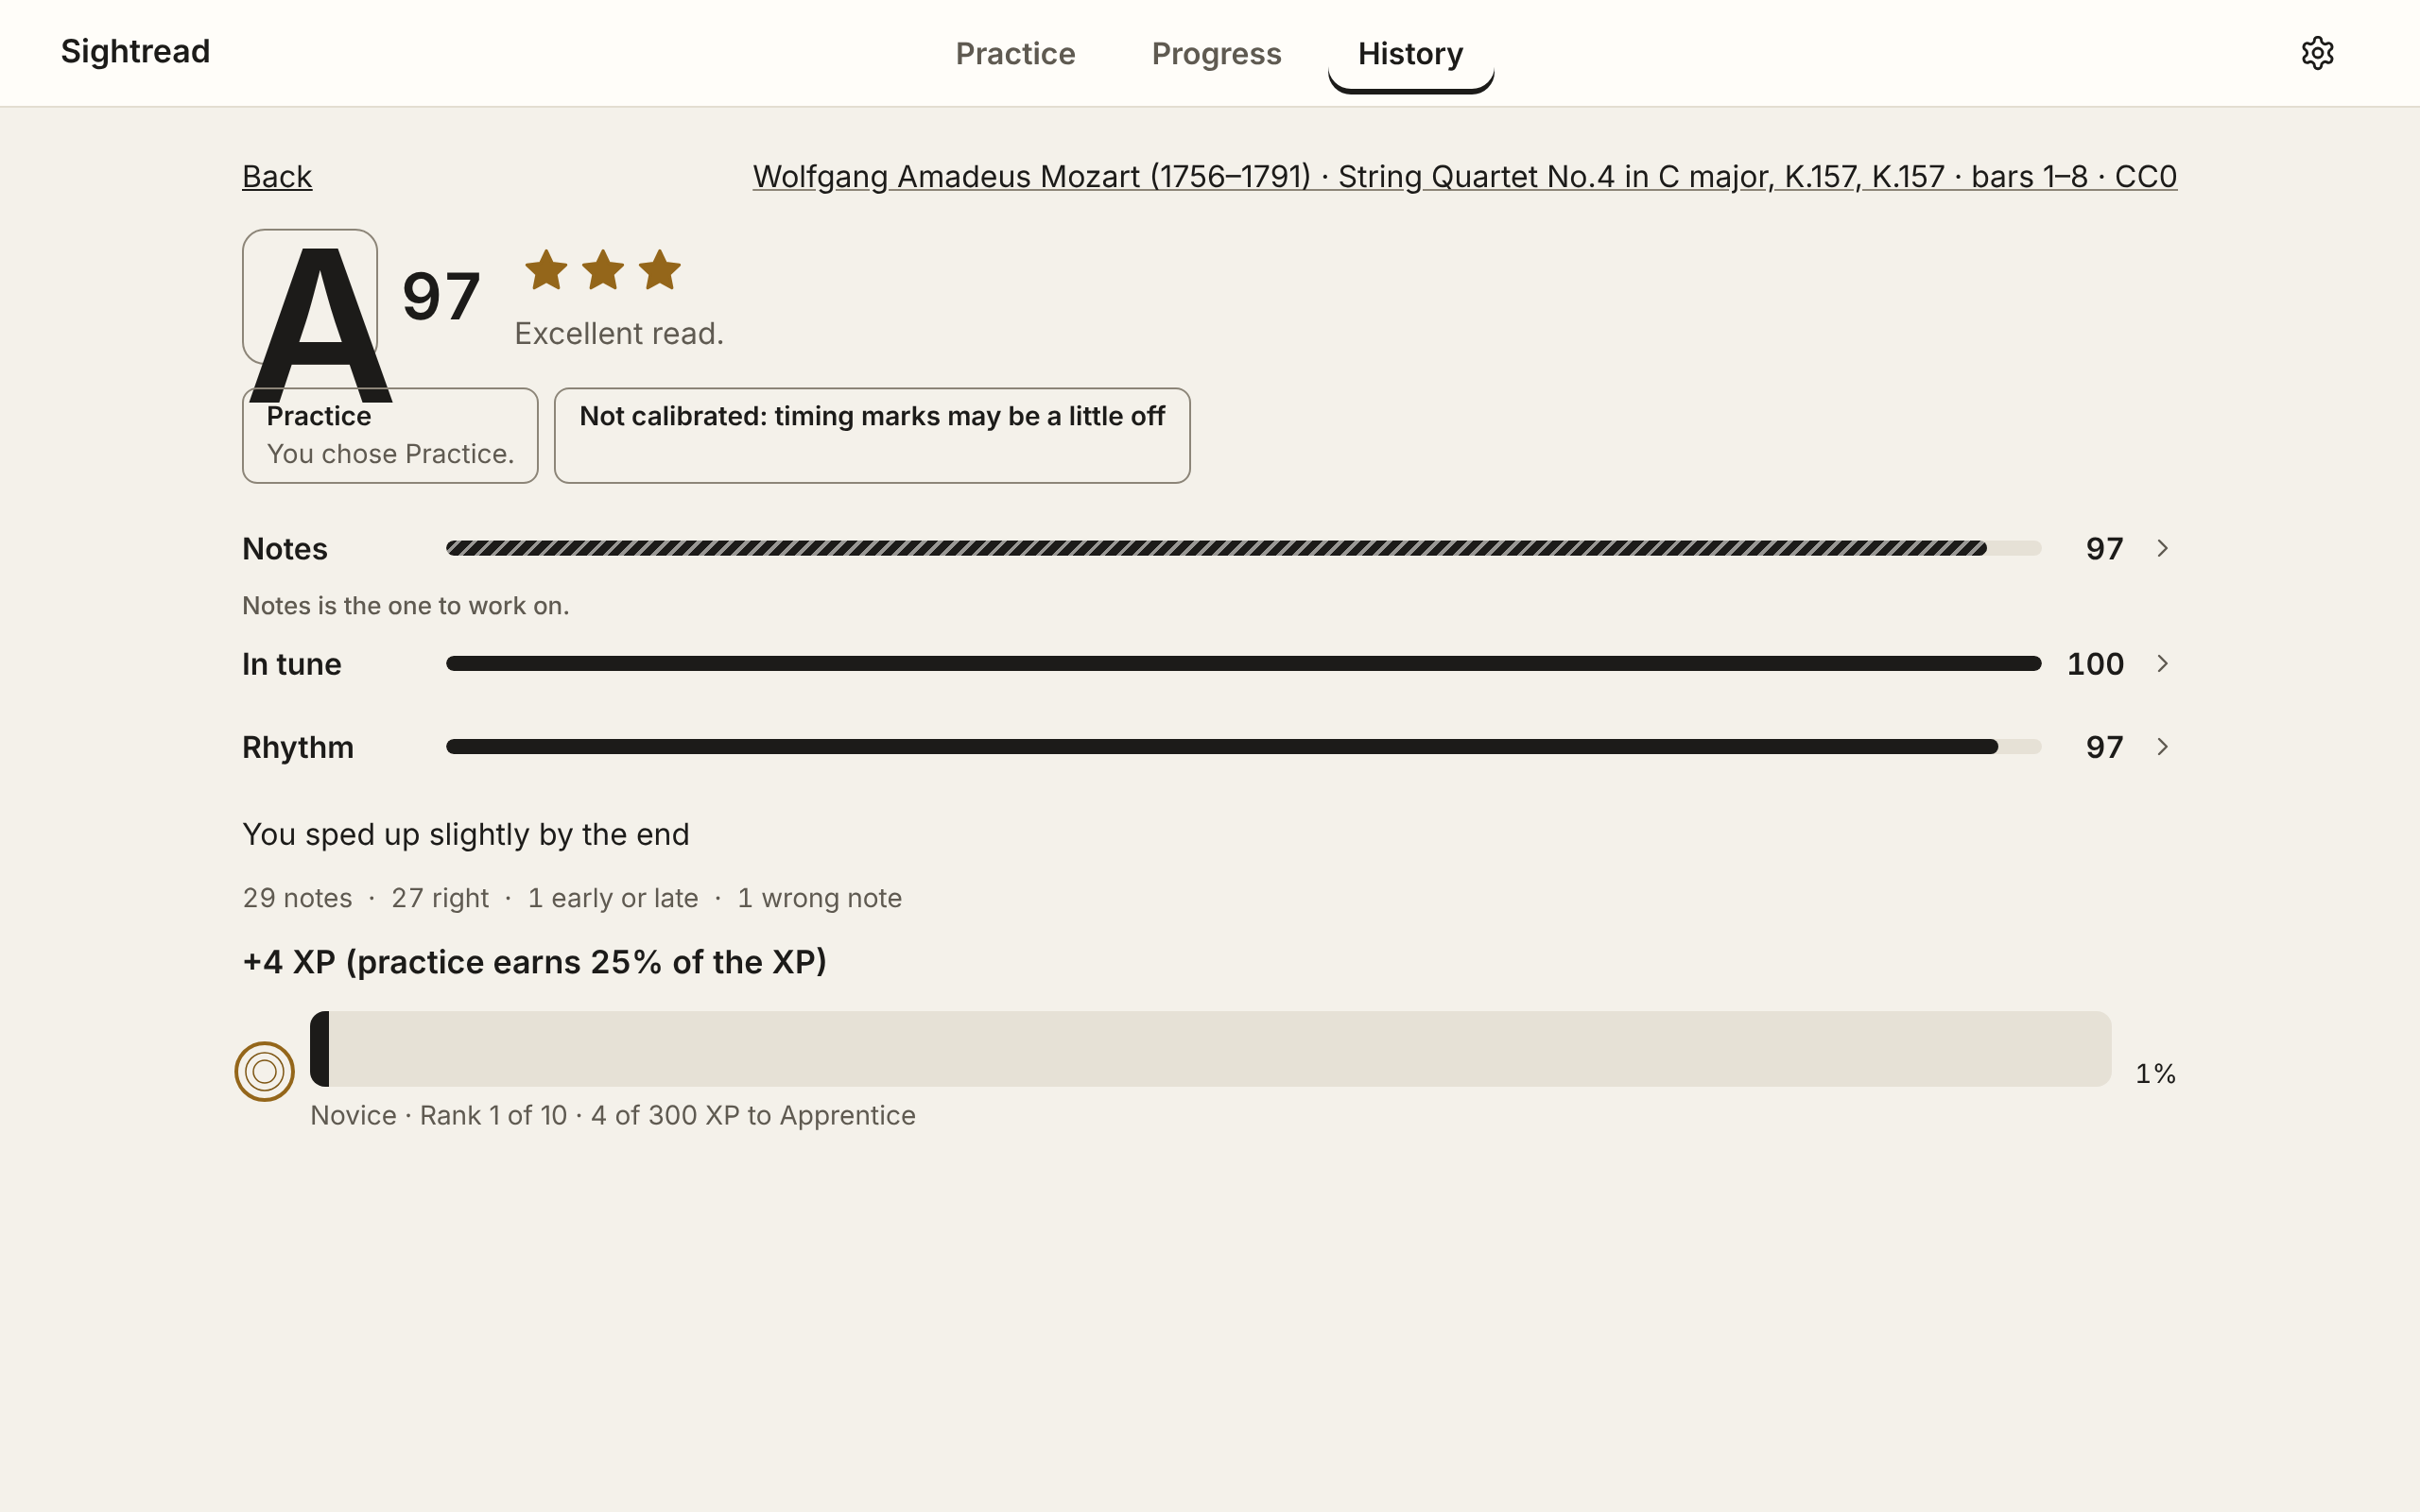 Sightread
Practice
Progress
History
Back
Wolfgang Amadeus Mozart (1756–1791) · String Quartet No.4 in C major, K.157, K.157 · bars 1–8 · CC0
A
97
Excellent read.
Practice
You chose Practice.
Not calibrated: timing marks may be a little off
Notes
97
Notes is the one to work on.
In tune
100
Rhythm
97
You sped up slightly by the end
29 notes · 27 right · 1 early or late · 1 wrong note
+4 XP (practice earns 25% of the XP)
1%
Novice · Rank 1 of 10 · 4 of 300 XP to Apprentice